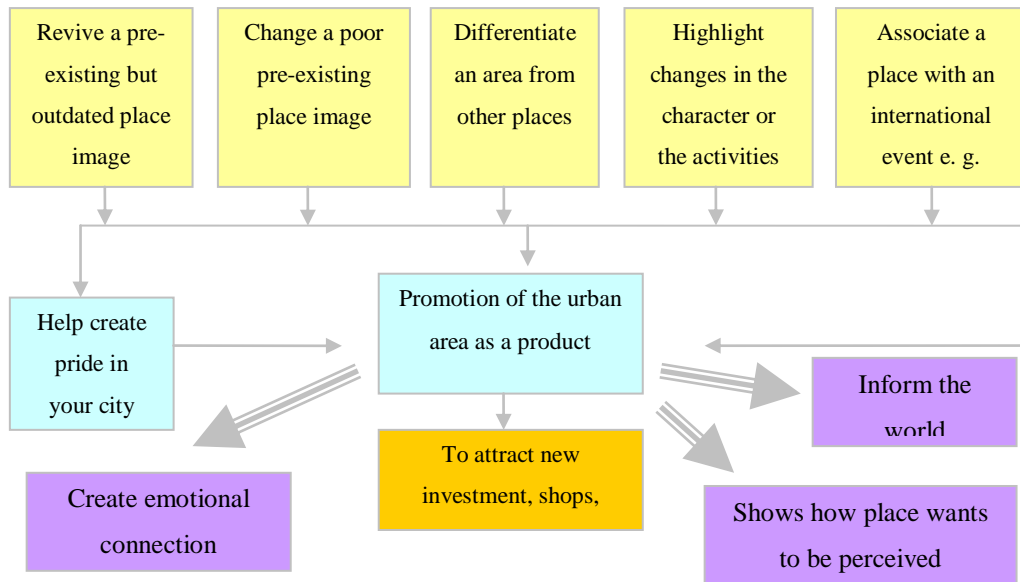 Revive a pre-
existing but
outdated place
image
Change a poor
pre-existing
place image
Differentiate
an area from
other places
Highlight
changes in the
character or
the activities
Associate a
place with an
international
event e. g.
Help create
pride in
your city
Promotion of the urban
area as a product
Inform the
world
To attract new
investment, shops,
Create emotional
connection
Shows how place wants
to be perceived